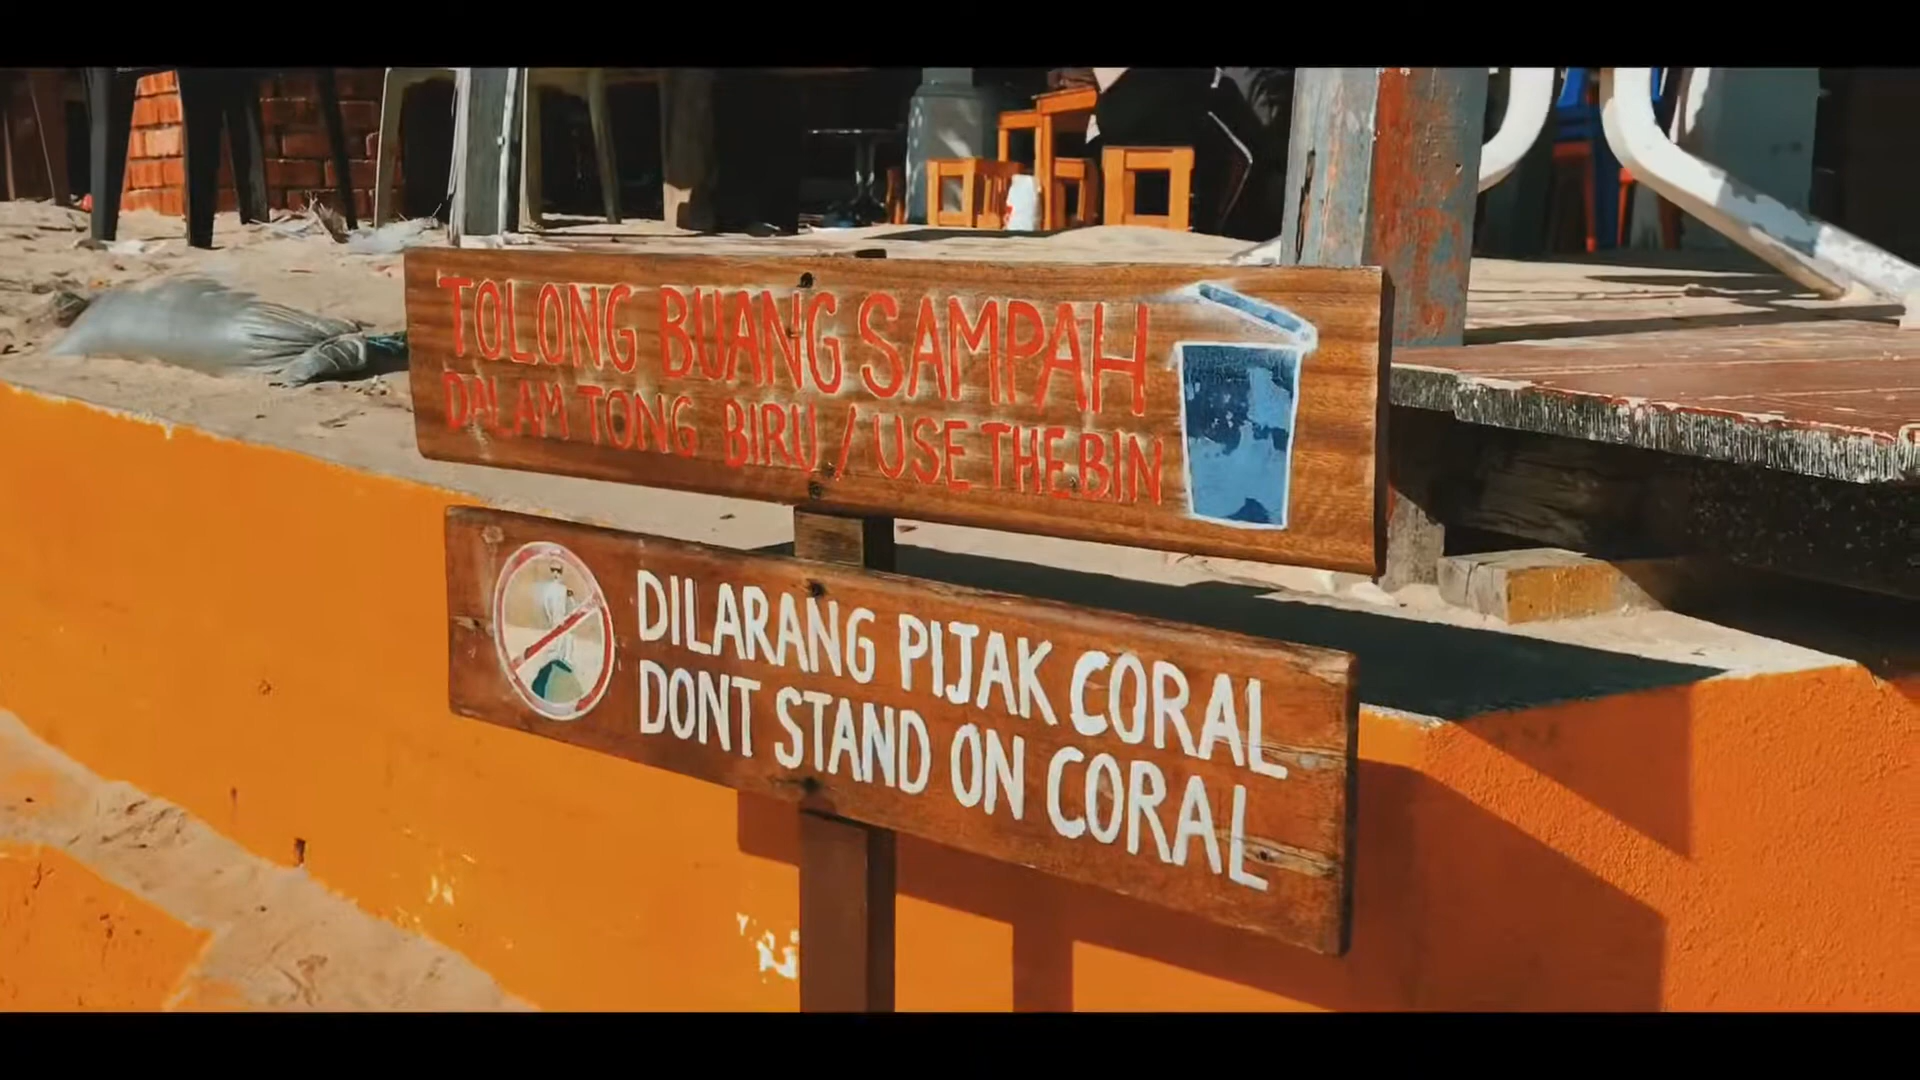 TOLONG BUANG SAMPAH
DALAM TONG BIRU / USE THE BIN
DILARANG PIJAK CORAL
DONT STAND ON CORAL